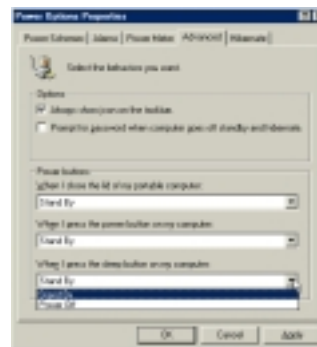 Power Options Properties
Power Schemes Alarms Power Meter Advanced Hibernate
Select the behaviors you want.
Options
Always show icon on the taskbar.
Prompt for password when computer goes off standby and hibernate.
Power buttons
When I close the lid of my portable computer:
Stand By
When I press the power button on my computer:
Stand By
When I press the sleep button on my computer:
Stand By
Stand By
Power Off
OK Cancel Apply